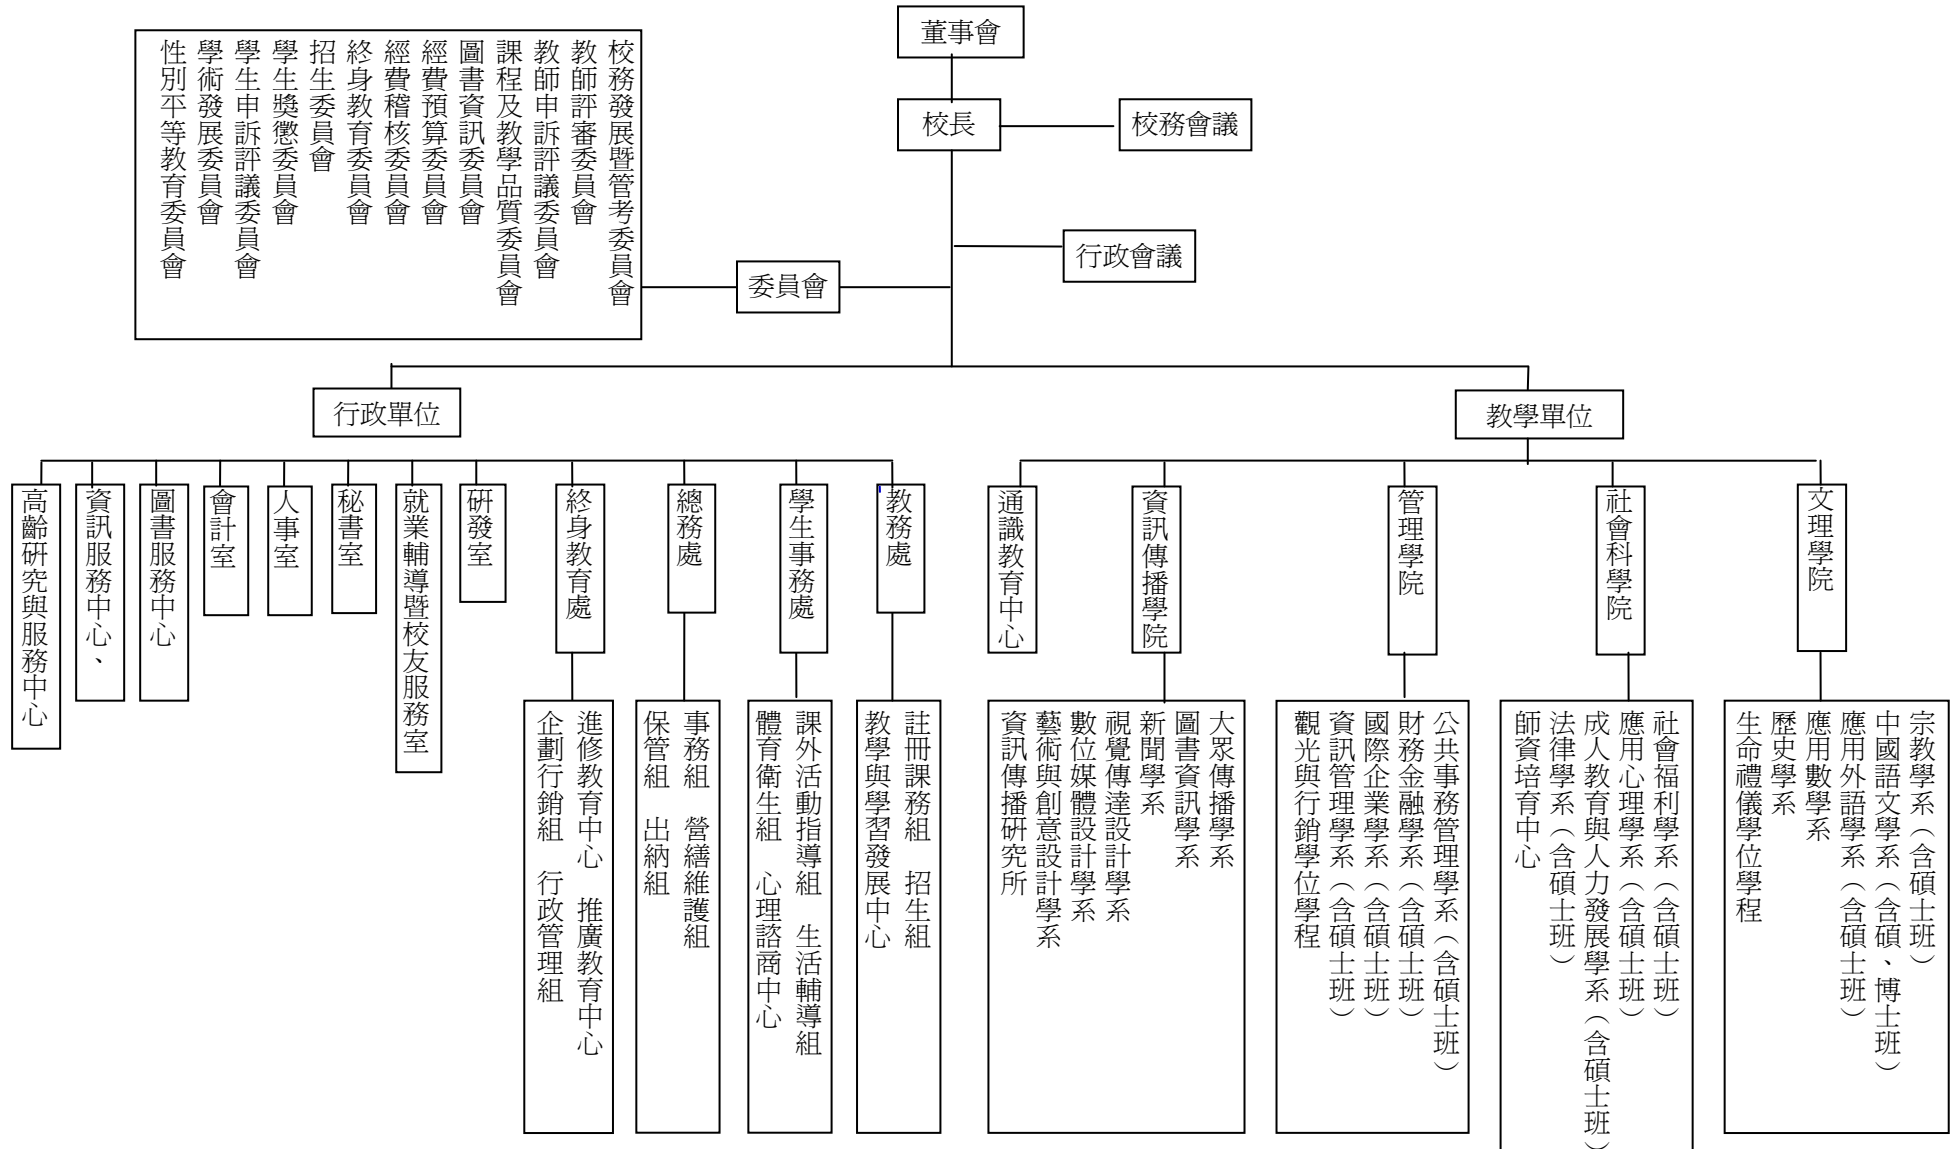 董事會
校長
校務會議
行政會議
委員會
校務發展暨管考委員會
教師評審委員會
教師申訴評議委員會
課程及教學品質委員會
圖書資訊委員會
經費預算委員會
經費稽核委員會
終身教育委員會
招生委員會
學生獎懲委員會
學生申訴評議委員會
學術發展委員會
性別平等教育委員會
行政單位
教學單位
教務處
學生事務處
總務處
終身教育處
研發室
就業輔導暨校友服務室
秘書室
人事室
會計室
圖書服務中心
資訊服務中心、
高齡研究與服務中心
註冊課務組 招生組
教學與學習發展中心
課外活動指導組 生活輔導組
體育衛生組 心理諮商中心
事務組 營繕維護組
保管組 出納組
進修教育中心 推廣教育中心
企劃行銷組 行政管理組
文理學院
社會科學院
管理學院
資訊傳播學院
通識教育中心
宗教學系(含碩士班)
中國語文學系(含碩、博士班)
應用外語學系(含碩士班)
應用數學系
歷史學系
生命禮儀學位學程
社會福利學系(含碩士班)
應用心理學系(含碩士班)
成人教育與人力發展學系(含碩士班)
法律學系(含碩士班)
師資培育中心
公共事務管理學系(含碩士班)
財務金融學系(含碩士班)
國際企業學系(含碩士班)
資訊管理學系(含碩士班)
觀光與行銷學位學程
大眾傳播學系
圖書資訊學系
新聞學系
視覺傳達設計學系
數位媒體設計學系
藝術與創意設計學系
資訊傳播研究所